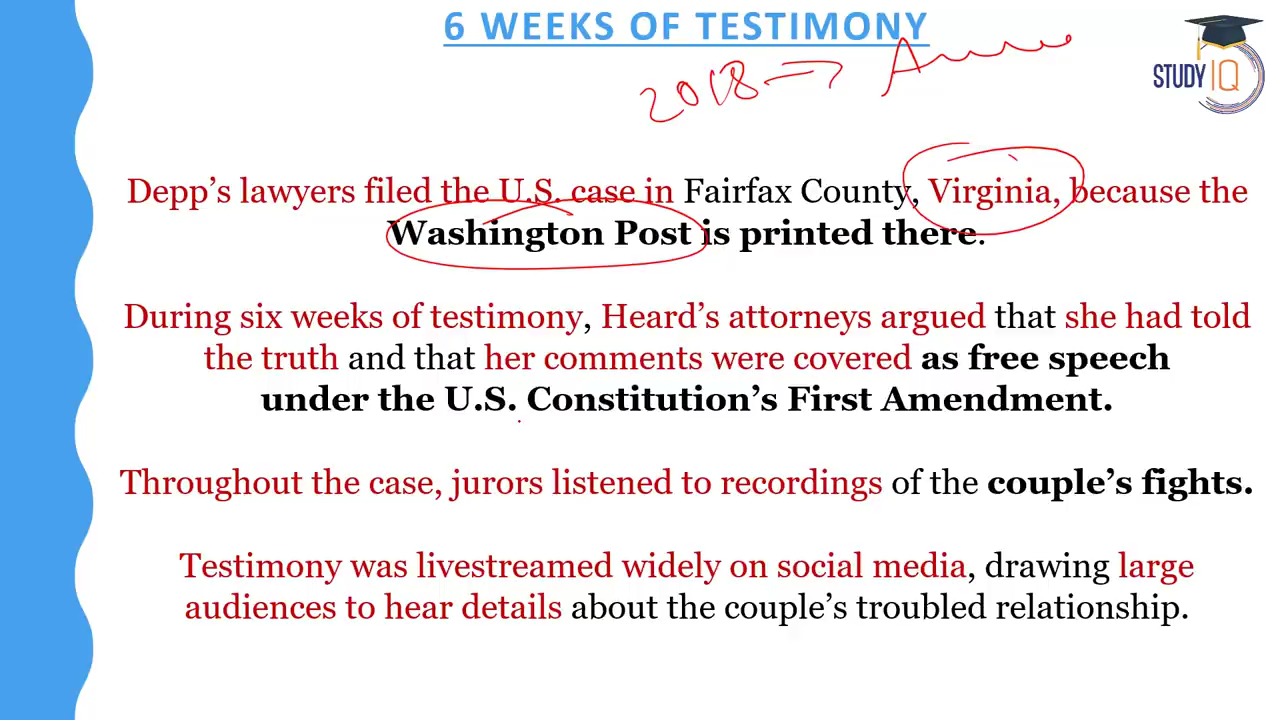 6 WEEKS OF TESTIMONY
STUDY IQ
2018 →
Depp's lawyers filed the U.S. case in Fairfax County, Virginia, because the
Washington Post is printed there.
During six weeks of testimony, Heard's attorneys argued that she had told
the truth and that her comments were covered as free speech
under the U.S. Constitution's First Amendment.
Throughout the case, jurors listened to recordings of the couple's fights.
Testimony was livestreamed widely on social media, drawing large
audiences to hear details about the couple's troubled relationship.